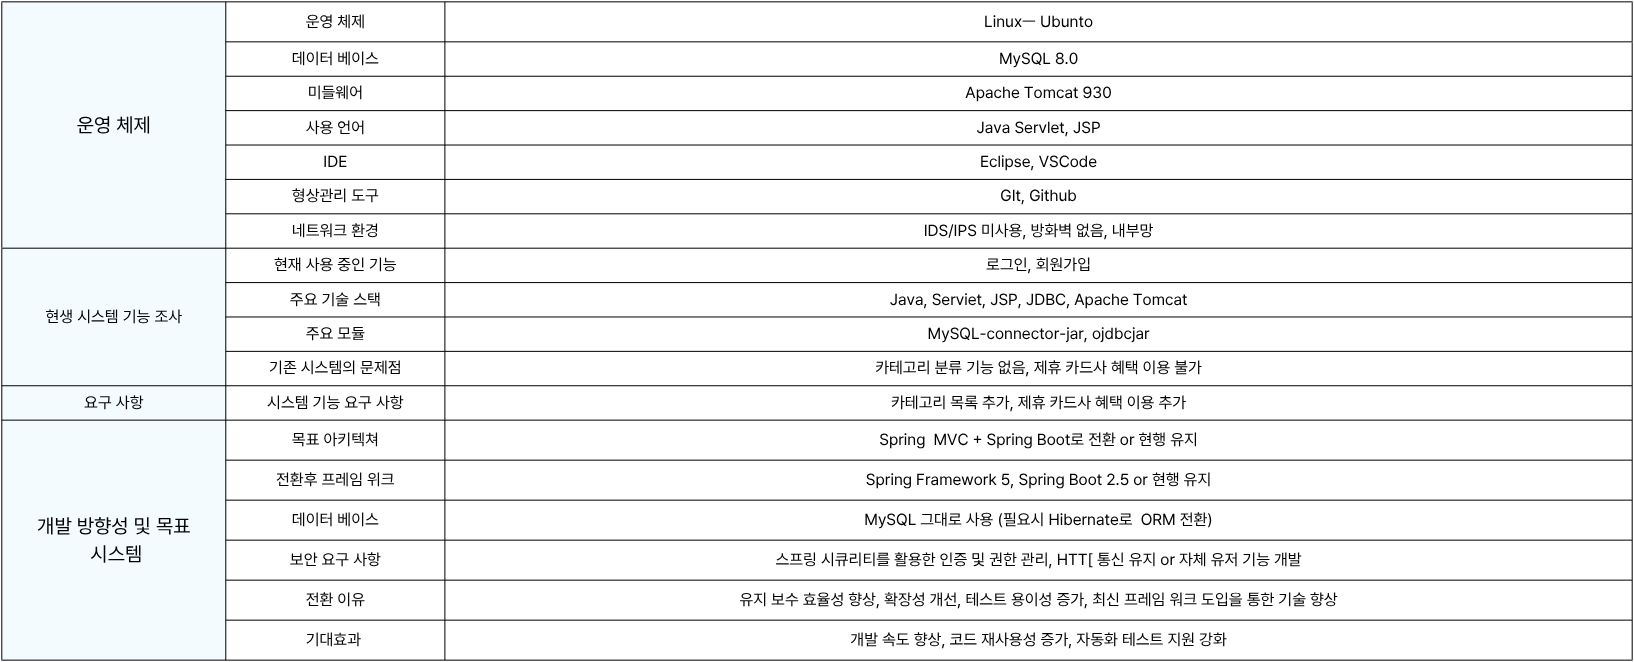 운영 체제
운영 체제 Linux— Ubunto
데이터 베이스 MySQL 8.0
미들웨어 Apache Tomcat 930
사용 언어 Java Servlet, JSP
IDE Eclipse, VSCode
형상관리 도구 GIt, Github
네트워크 환경 IDS/IPS 미사용, 방화벽 없음, 내부망
현생 시스템 기능 조사
현재 사용 중인 기능 로그인, 회원가입
주요 기술 스택 Java, Serviet, JSP, JDBC, Apache Tomcat
주요 모듈 MySQL-connector-jar, ojdbcjar
기존 시스템의 문제점 카테고리 분류 기능 없음, 제휴 카드사 혜택 이용 불가
요구 사항 시스템 기능 요구 사항 카테고리 목록 추가, 제휴 카드사 혜택 이용 추가
개발 방향성 및 목표
시스템
목표 아키텍쳐 Spring  MVC + Spring Boot로 전환 or 현행 유지
전환후 프레임 위크 Spring Framework 5, Spring Boot 2.5 or 현행 유지
데이터 베이스 MySQL 그대로 사용 (필요시 Hibernate로  ORM 전환)
보안 요구 사항 스프링 시큐리티를 활용한 인증 및 권한 관리, HTT[ 통신 유지 or 자체 유저 기능 개발
전환 이유 유지 보수 효율성 향상, 확장성 개선, 테스트 용이성 증가, 최신 프레임 워크 도입을 통한 기술 향상
기대효과 개발 속도 향상, 코드 재사용성 증가, 자동화 테스트 지원 강화